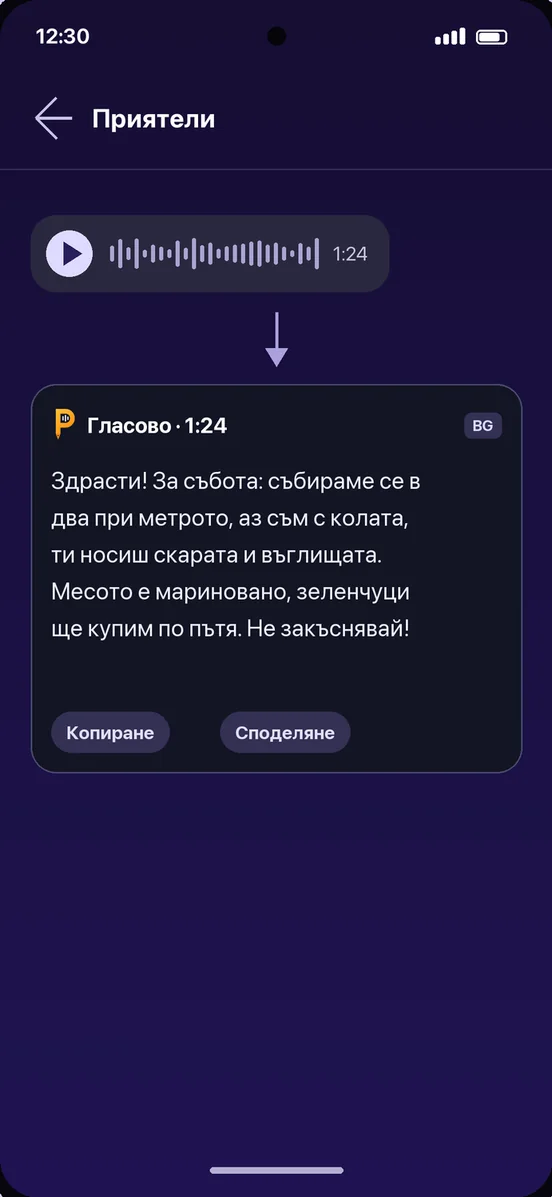 12:30
Приятели
1:24
Гласово · 1:24
BG
Здрасти! За събота: събираме се в
два при метрото, аз съм с колата,
ти носиш скарата и въглищата.
Месото е мариновано, зеленчуци
ще купим по пътя. Не закъснявай!
Копиране
Споделяне